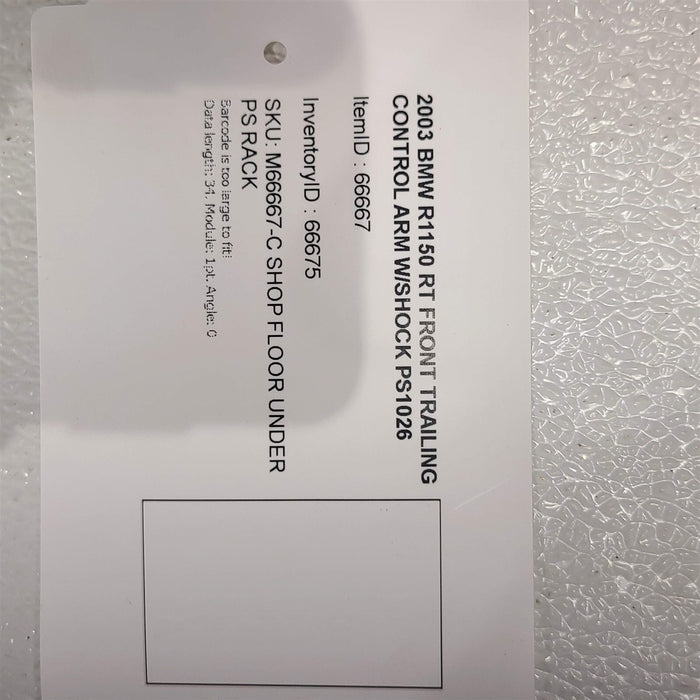 2003 BMW R1150 RT FRONT TRAILING
CONTROL ARM W/SHOCK PS1026
ItemID : 66667
InventoryID : 66675
SKU: M66667-C SHOP FLOOR UNDER
PS RACK
Barcode is too large to fit!
Data length: 34. Module: 1pt. Angle: 0